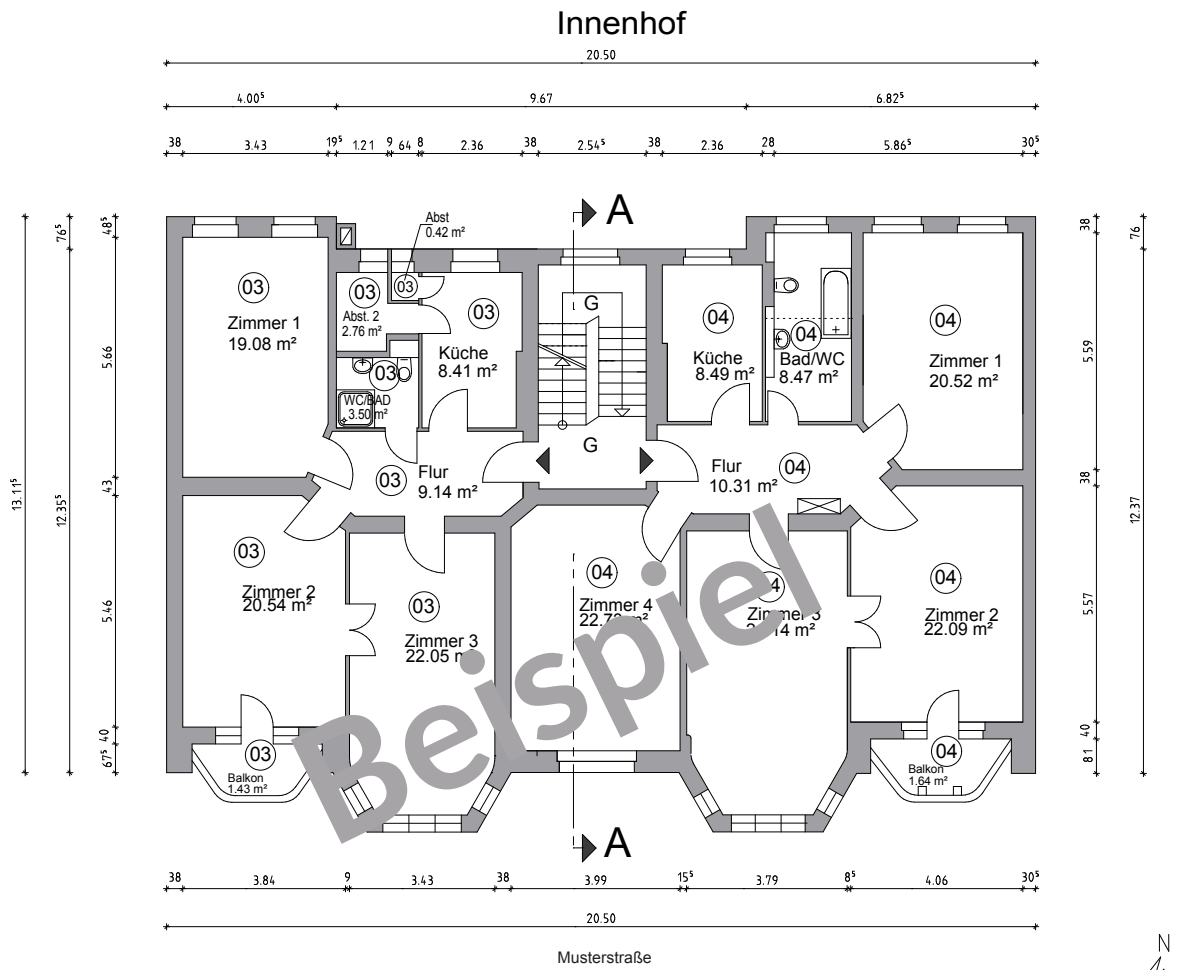 Innenhof
20.50
4.00⁵ 9.67 6.82⁵
38 3.43 19⁵ 1.21 9 64 8 2.36 38 2.54⁵ 38 2.36 28 5.86⁵ 30⁵
A
Abst
0.42 m²
03
03
Zimmer 1
19.08 m²
03
Abst. 2
2.76 m²
03
Küche
8.41 m²
03
WC/BAD
3.50 m²
G
G
04
Küche
8.49 m²
04
Bad/WC
8.47 m²
04
Zimmer 1
20.52 m²
03
Flur
9.14 m²
Flur
10.31 m²
04
03
Zimmer 2
20.54 m²
03
Zimmer 3
22.05
04
Zimmer 4
04
Zimmer 2
22.09 m²
Beispiel
03
Balkon
1.43 m²
04
Balkon
1.64 m²
A
13.11⁵
76⁵ 12.35⁵
48⁵ 5.66 43 5.46 40 67⁵
38 5.59 38 5.57 40 81
76 12.37
38 3.84 9 3.43 38 3.99 15⁵ 3.79 8⁵ 4.06 30⁵
20.50
Musterstraße
N